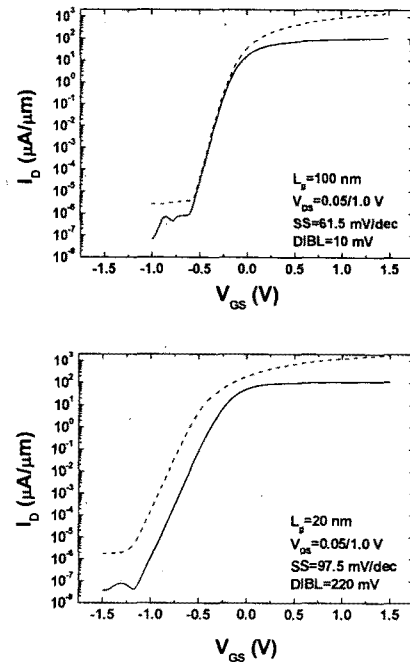 10³
10²
10¹
10⁰
10⁻¹
10⁻²
10⁻³
10⁻⁴
10⁻⁵
10⁻⁶
10⁻⁷
10⁻⁸
I_D (μA/μm)
L_g=100 nm
V_DS=0.05/1.0 V
SS=61.5 mV/dec
DIBL=10 mV
-1.5 -1.0 -0.5 0.0 0.5 1.0 1.5
V_GS (V)
10³
10²
10¹
10⁰
10⁻¹
10⁻²
10⁻³
10⁻⁴
10⁻⁵
10⁻⁶
10⁻⁷
10⁻⁸
I_D (μA/μm)
L_g=20 nm
V_DS=0.05/1.0 V
SS=97.5 mV/dec
DIBL=220 mV
-1.5 -1.0 -0.5 0.0 0.5 1.0 1.5
V_GS (V)